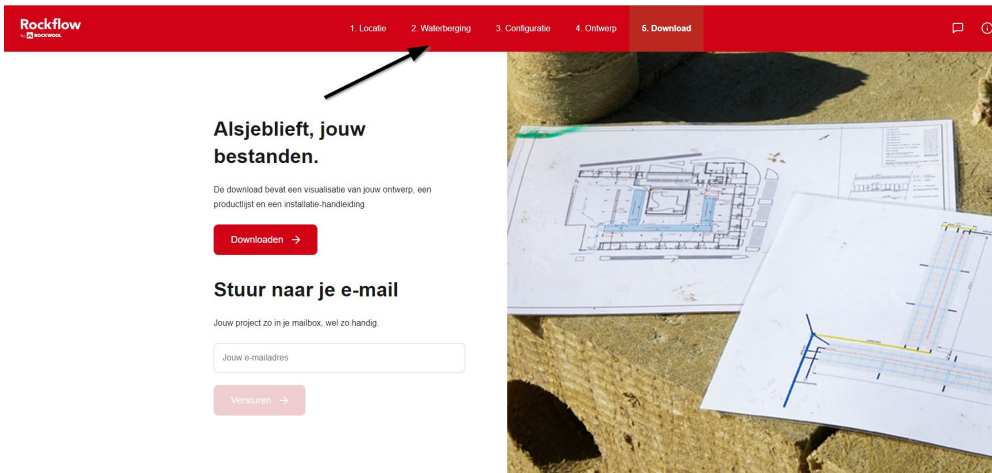 Rockflow
by ROCKWOOL
1. Locatie
2. Waterberging
3. Configuratie
4. Ontwerp
5. Download
Alsjeblieft, jouw
bestanden.
De download bevat een visualisatie van jouw ontwerp, een
productlijst en een installatie-handleiding.
Downloaden →
Stuur naar je e-mail
Jouw project zo in je mailbox, wel zo handig.
Jouw e-mailadres
Versturen →